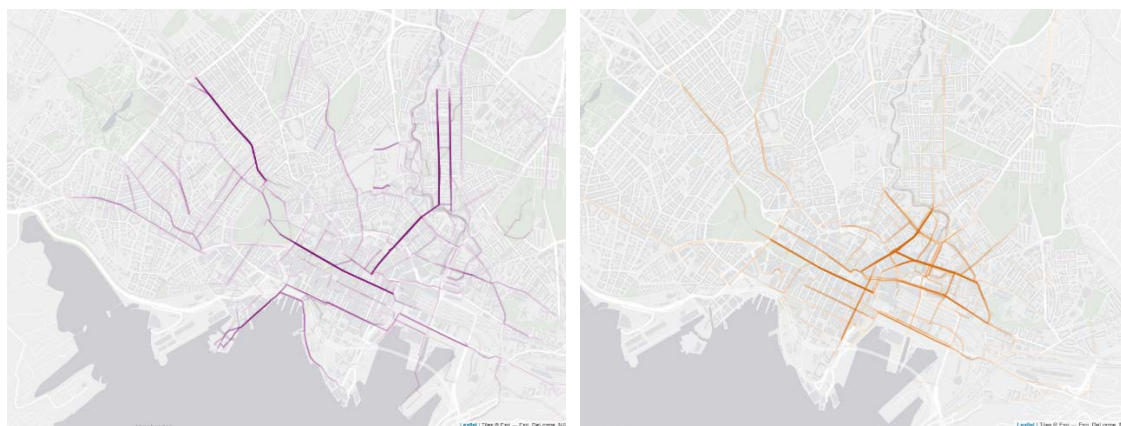 Leaflet | Tiles © Esri — Esri, DeLorme, NA
Leaflet | Tiles © Esri — Esri, DeLorme, N